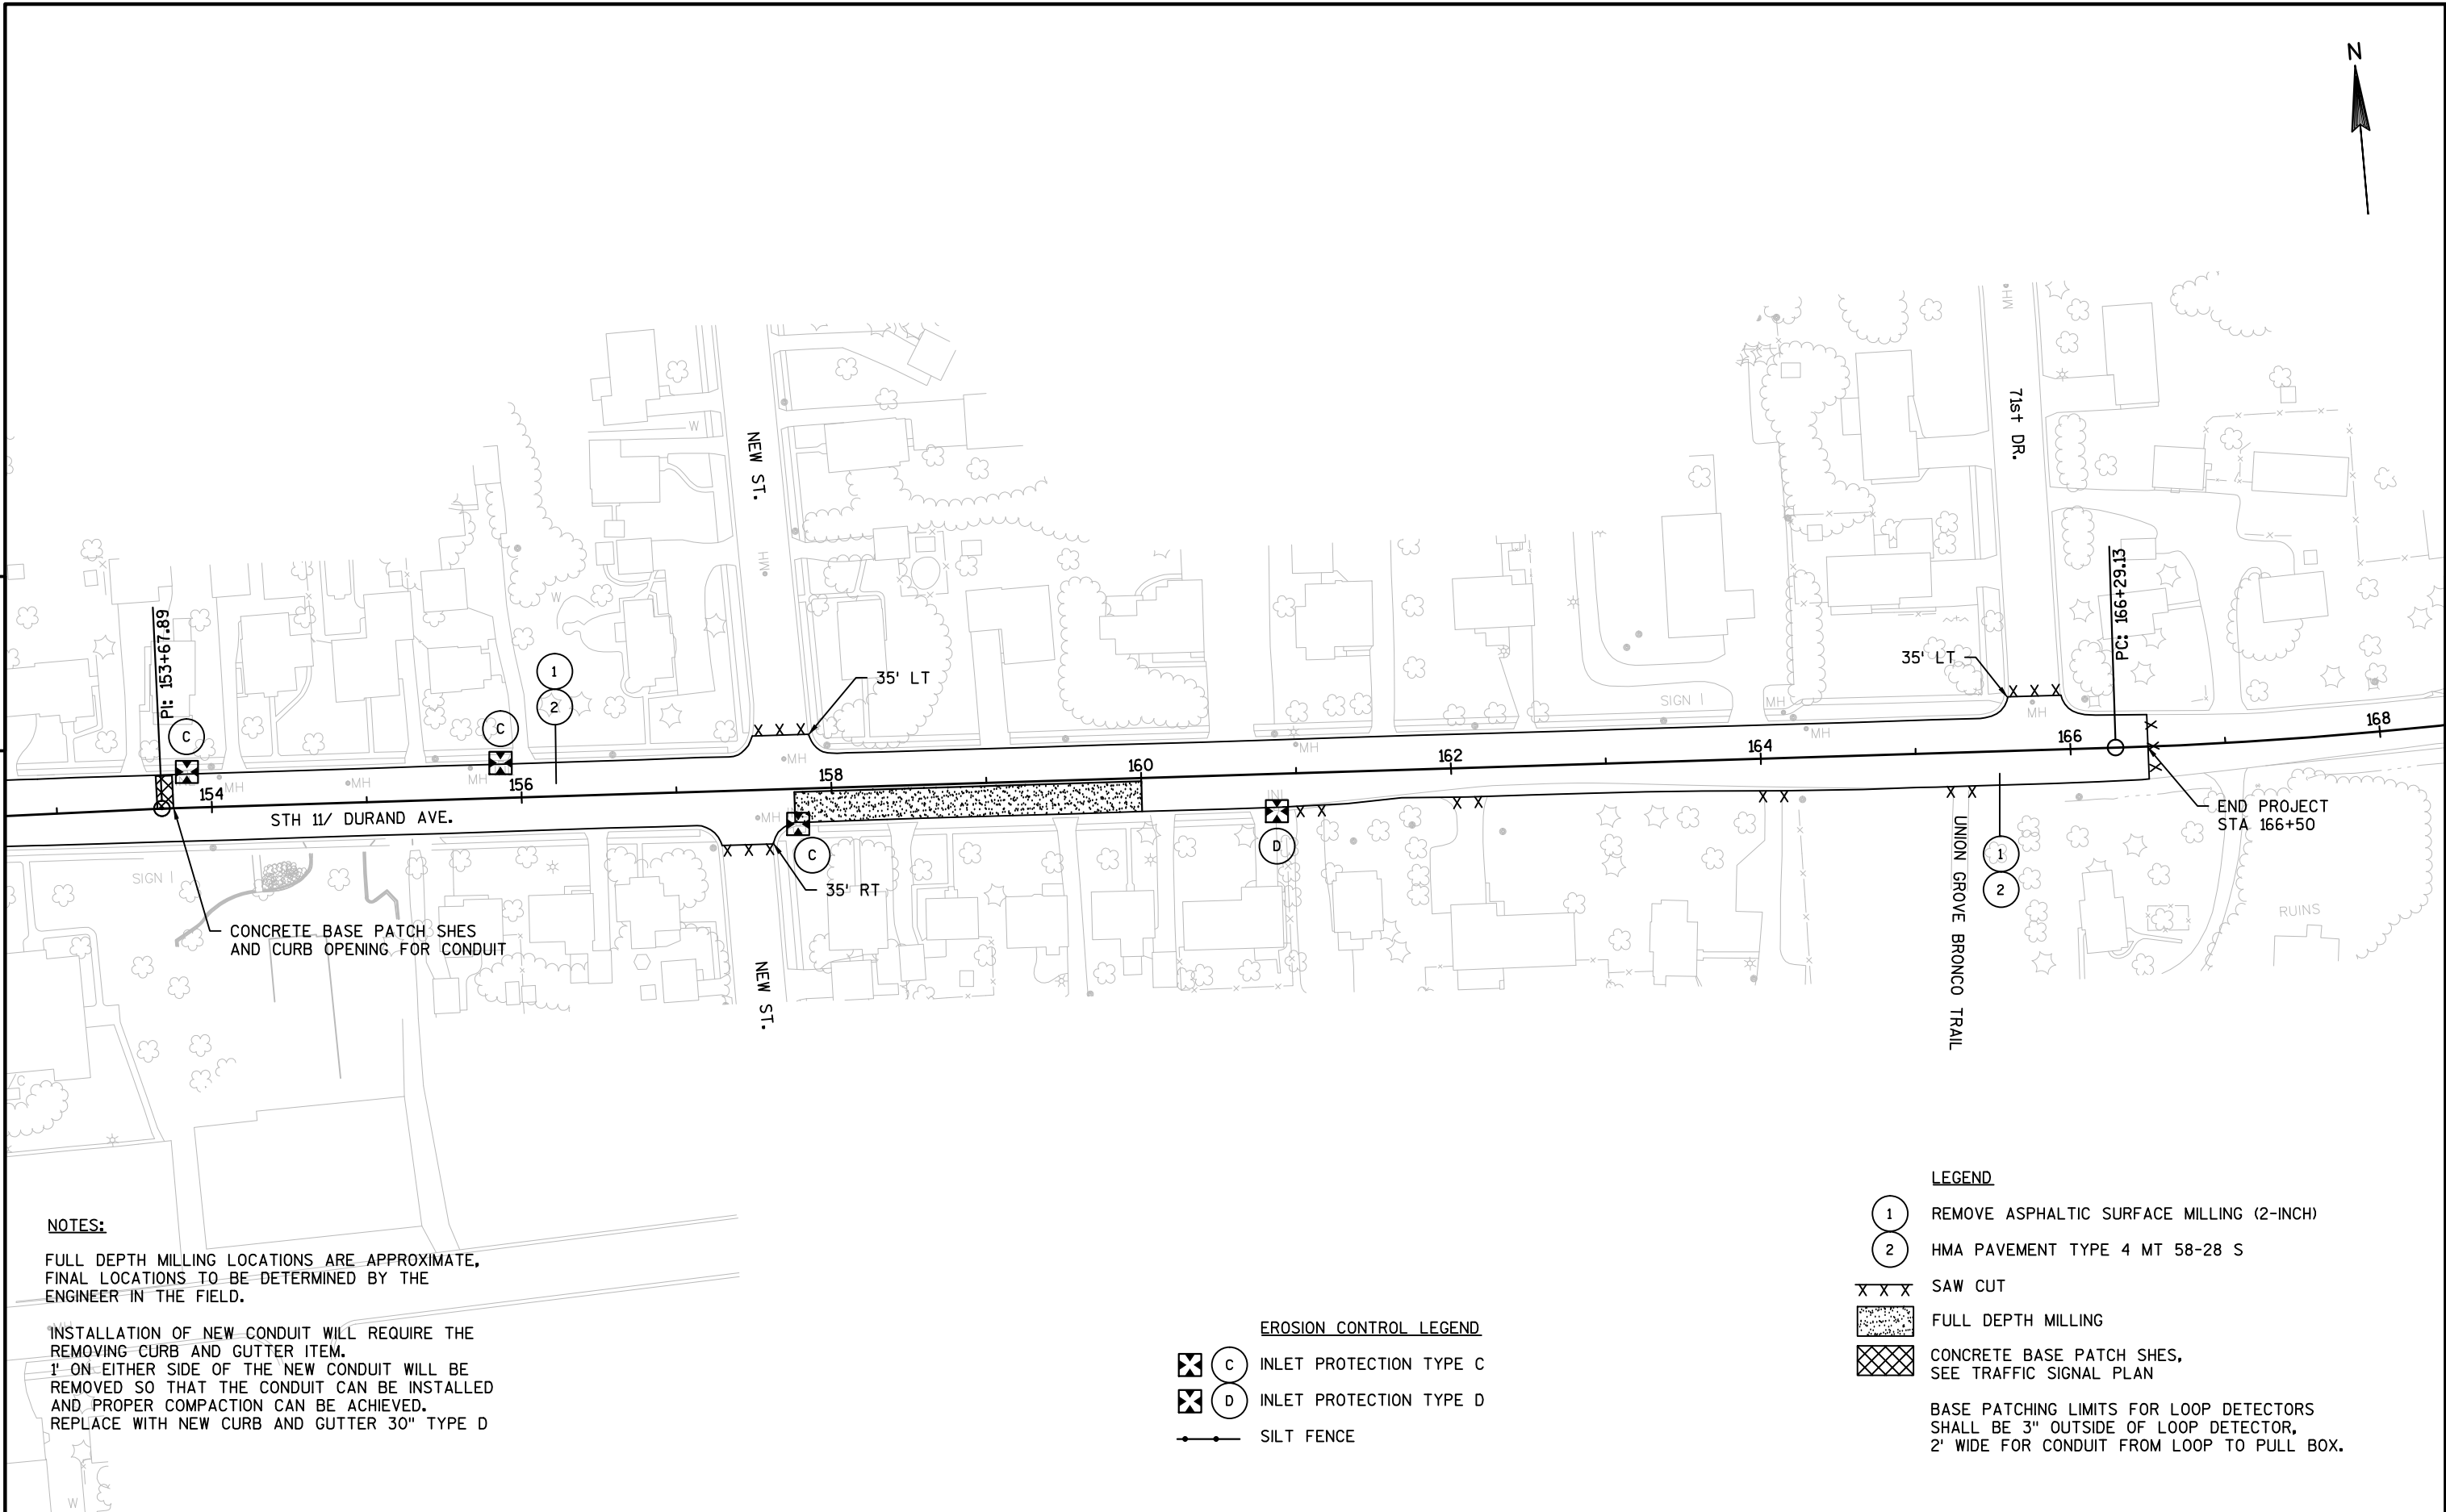 N
NEW ST.
71st DR.
MH
MH
W
W
PI: 153+67.89
PC: 166+29.13
1
2
C
C
35' LT
35' LT
SIGN
MH
MH
MH
MH
MH
MH
MH
MH
MH
INL
154
156
158
160
162
164
166
168
STH 11/ DURAND AVE.
C
D
35' RT
SIGN
CONCRETE BASE PATCH SHES
AND CURB OPENING FOR CONDUIT
NEW ST.
UNION GROVE BRONCO TRAIL
1
2
END PROJECT
STA 166+50
RUINS
/C
NOTES:
FULL DEPTH MILLING LOCATIONS ARE APPROXIMATE,
FINAL LOCATIONS TO BE DETERMINED BY THE
ENGINEER IN THE FIELD.
MH
INSTALLATION OF NEW CONDUIT WILL REQUIRE THE
REMOVING CURB AND GUTTER ITEM.
1' ON EITHER SIDE OF THE NEW CONDUIT WILL BE
REMOVED SO THAT THE CONDUIT CAN BE INSTALLED
AND PROPER COMPACTION CAN BE ACHIEVED.
REPLACE WITH NEW CURB AND GUTTER 30" TYPE D
W
EROSION CONTROL LEGEND
C INLET PROTECTION TYPE C
D INLET PROTECTION TYPE D
SILT FENCE
LEGEND
1 REMOVE ASPHALTIC SURFACE MILLING (2-INCH)
2 HMA PAVEMENT TYPE 4 MT 58-28 S
X X X SAW CUT
FULL DEPTH MILLING
CONCRETE BASE PATCH SHES,
SEE TRAFFIC SIGNAL PLAN
BASE PATCHING LIMITS FOR LOOP DETECTORS
SHALL BE 3" OUTSIDE OF LOOP DETECTOR,
2' WIDE FOR CONDUIT FROM LOOP TO PULL BOX.